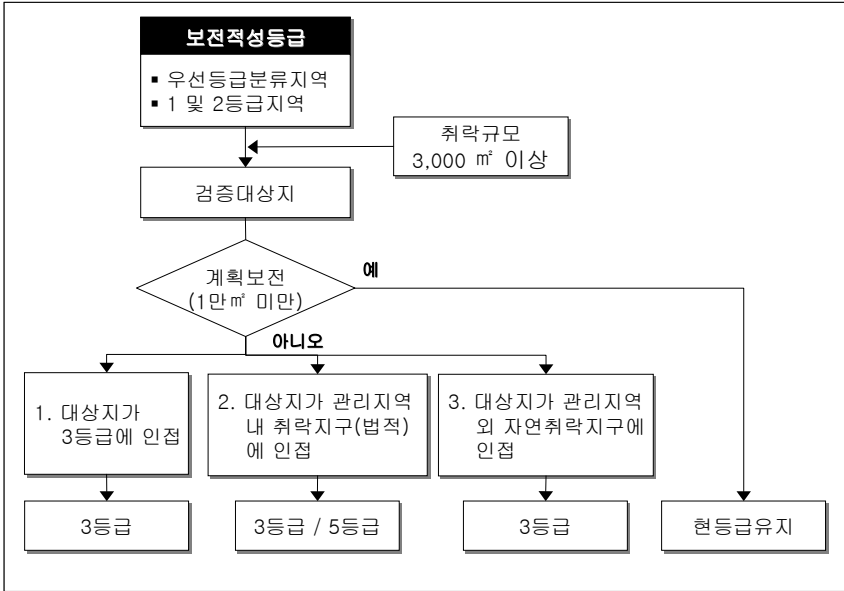 보전적성등급
▪ 우선등급분류지역
▪ 1 및 2등급지역
취락규모
3,000 ㎡ 이상
검증대상지
계획보전
(1만㎡ 미만)
예
아니오
1. 대상지가
3등급에 인접
2. 대상지가 관리지역
내 취락지구(법적)
에 인접
3. 대상지가 관리지역
외 자연취락지구에
인접
3등급
3등급 / 5등급
3등급
현등급유지